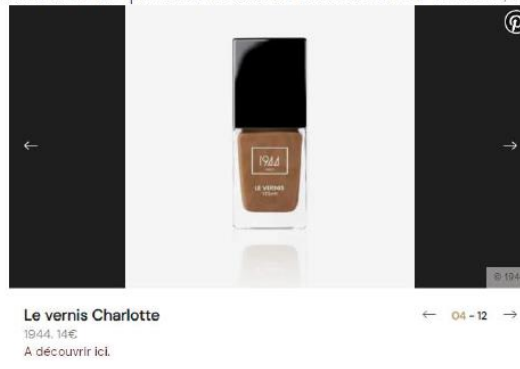 ←
→
1944
LE VERNIS
© 194
Le vernis Charlotte
← 04 - 12 →
1944. 14€
A découvrir ici.